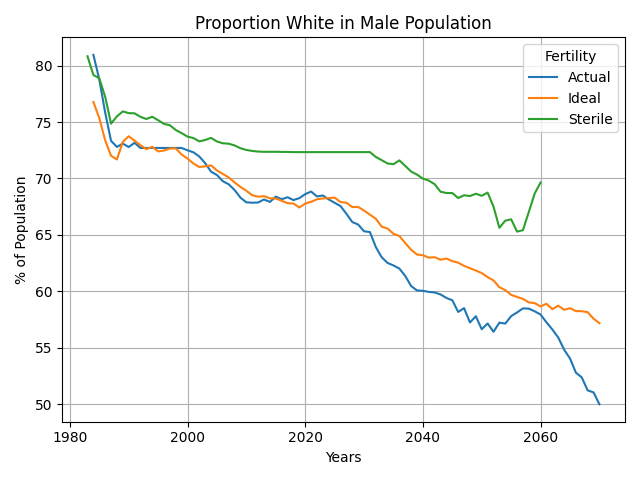 Proportion White in Male Population
Fertility
Actual
Ideal
Sterile
% of Population
80
75
70
65
60
55
50
1980
2000
2020
2040
2060
Years